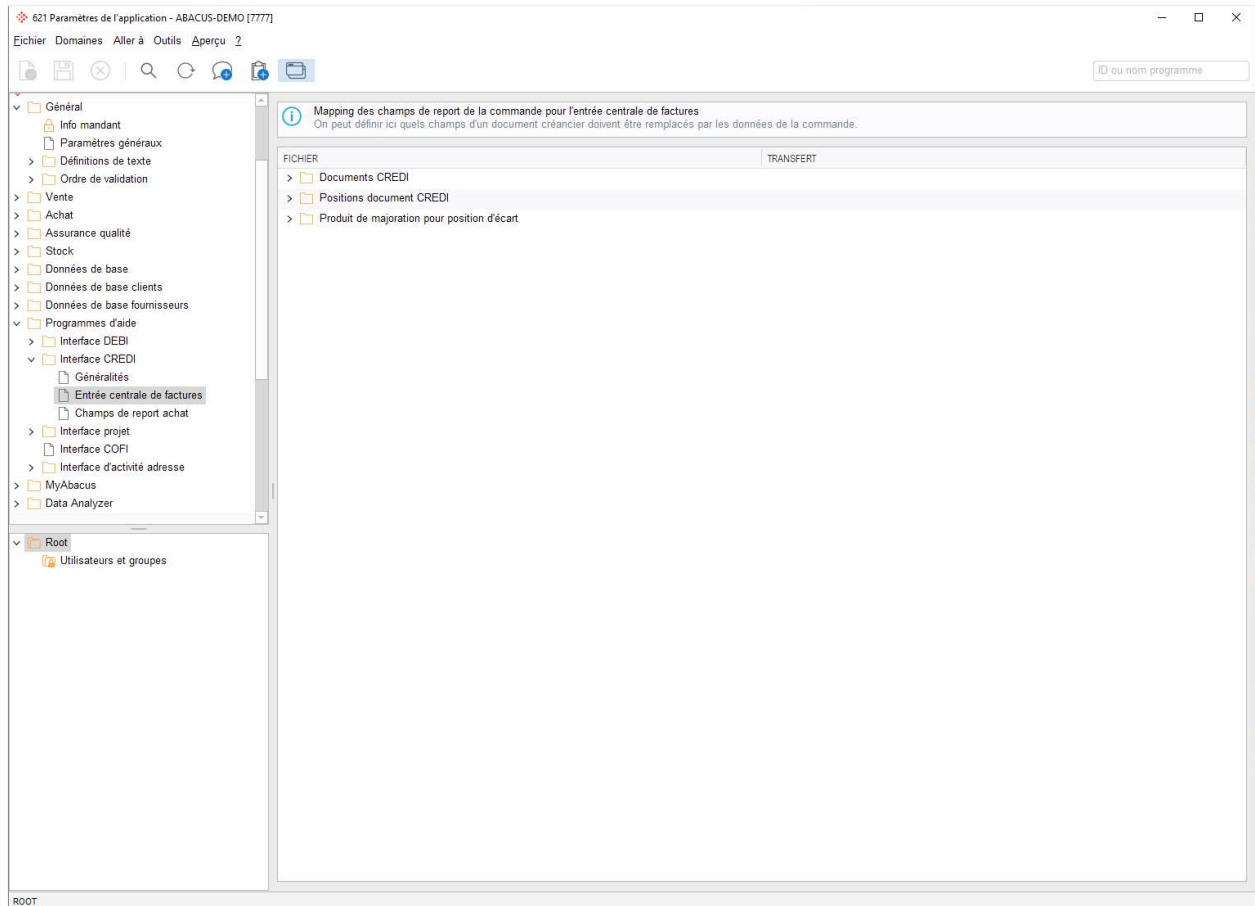 621 Paramètres de l'application - ABACUS-DEMO [7777]
Fichier Domaines Aller à Outils Aperçu ?
ID ou nom programme
Général
Info mandant
Paramètres généraux
Définitions de texte
Ordre de validation
Vente
Achat
Assurance qualité
Stock
Données de base
Données de base clients
Données de base fournisseurs
Programmes d'aide
Interface DEBI
Interface CREDI
Généralités
Entrée centrale de factures
Champs de report achat
Interface projet
Interface COFI
Interface d'activité adresse
MyAbacus
Data Analyzer
Root
Utilisateurs et groupes
Mapping des champs de report de la commande pour l'entrée centrale de factures
On peut définir ici quels champs d'un document créancier doivent être remplacés par les données de la commande.
FICHIER TRANSFERT
Documents CREDI
Positions document CREDI
Produit de majoration pour position d'écart
ROOT